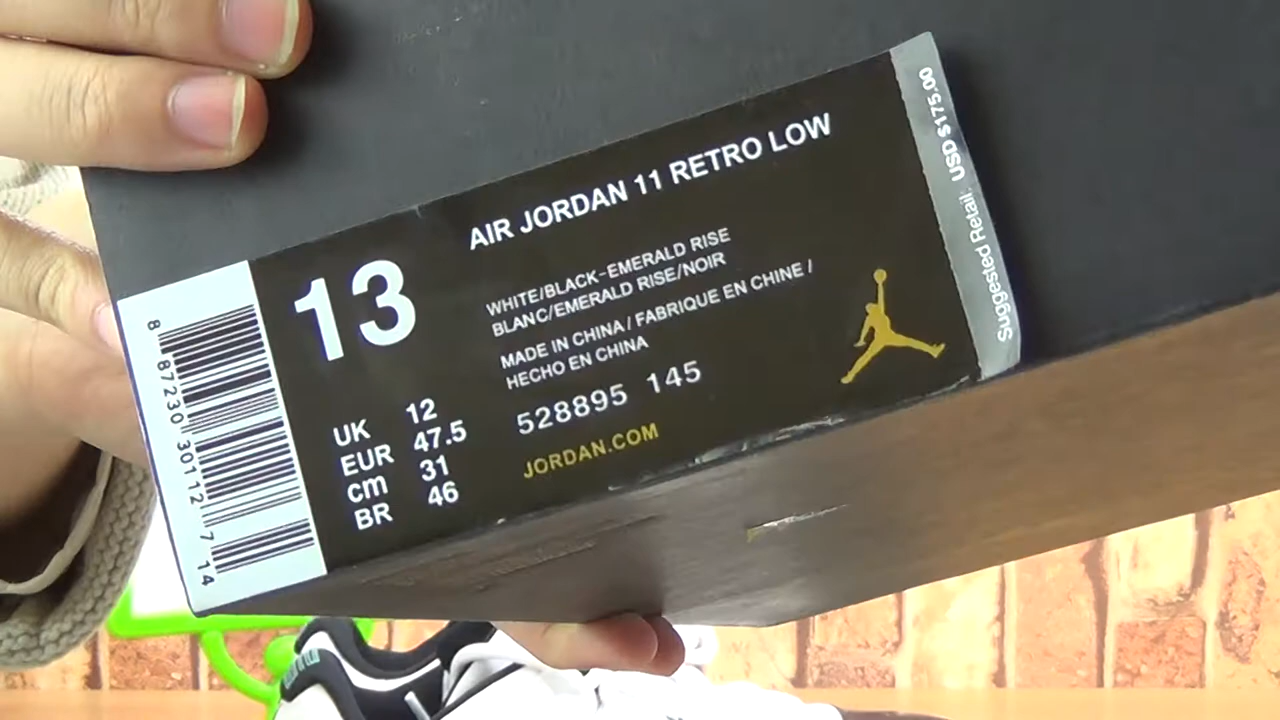 AIR JORDAN 11 RETRO LOW
13
WHITE/BLACK-EMERALD RISE
BLANC/EMERALD RISE/NOIR
MADE IN CHINA / FABRIQUE EN CHINE /
HECHO EN CHINA
528895 145
JORDAN.COM
UK 12
EUR 47.5
cm 31
BR 46
8 87230 30112 7 14
Suggested Retail: USD $175.00